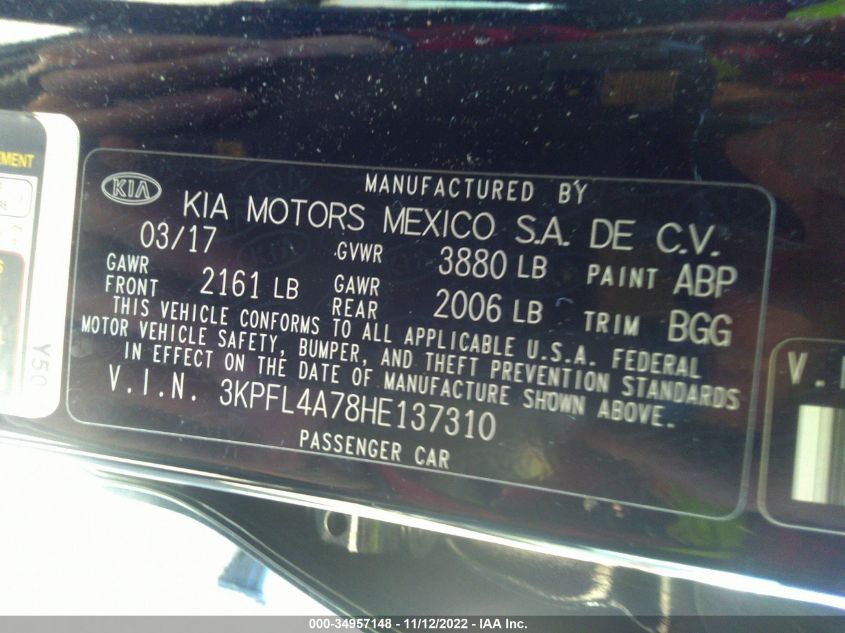 EMENT
KIA
MANUFACTURED BY
KIA MOTORS MEXICO S.A. DE C.V.
03/17 GVWR 3880 LB PAINT ABP
GAWR FRONT 2161 LB GAWR REAR 2006 LB TRIM BGG
THIS VEHICLE CONFORMS TO ALL APPLICABLE U.S.A. FEDERAL
MOTOR VEHICLE SAFETY, BUMPER, AND THEFT PREVENTION STANDARDS
IN EFFECT ON THE DATE OF MANUFACTURE SHOWN ABOVE.
V.I.N. 3KPFL4A78HE137310
PASSENGER CAR
Y50
V.I
000-34957148 - 11/12/2022 - IAA Inc.